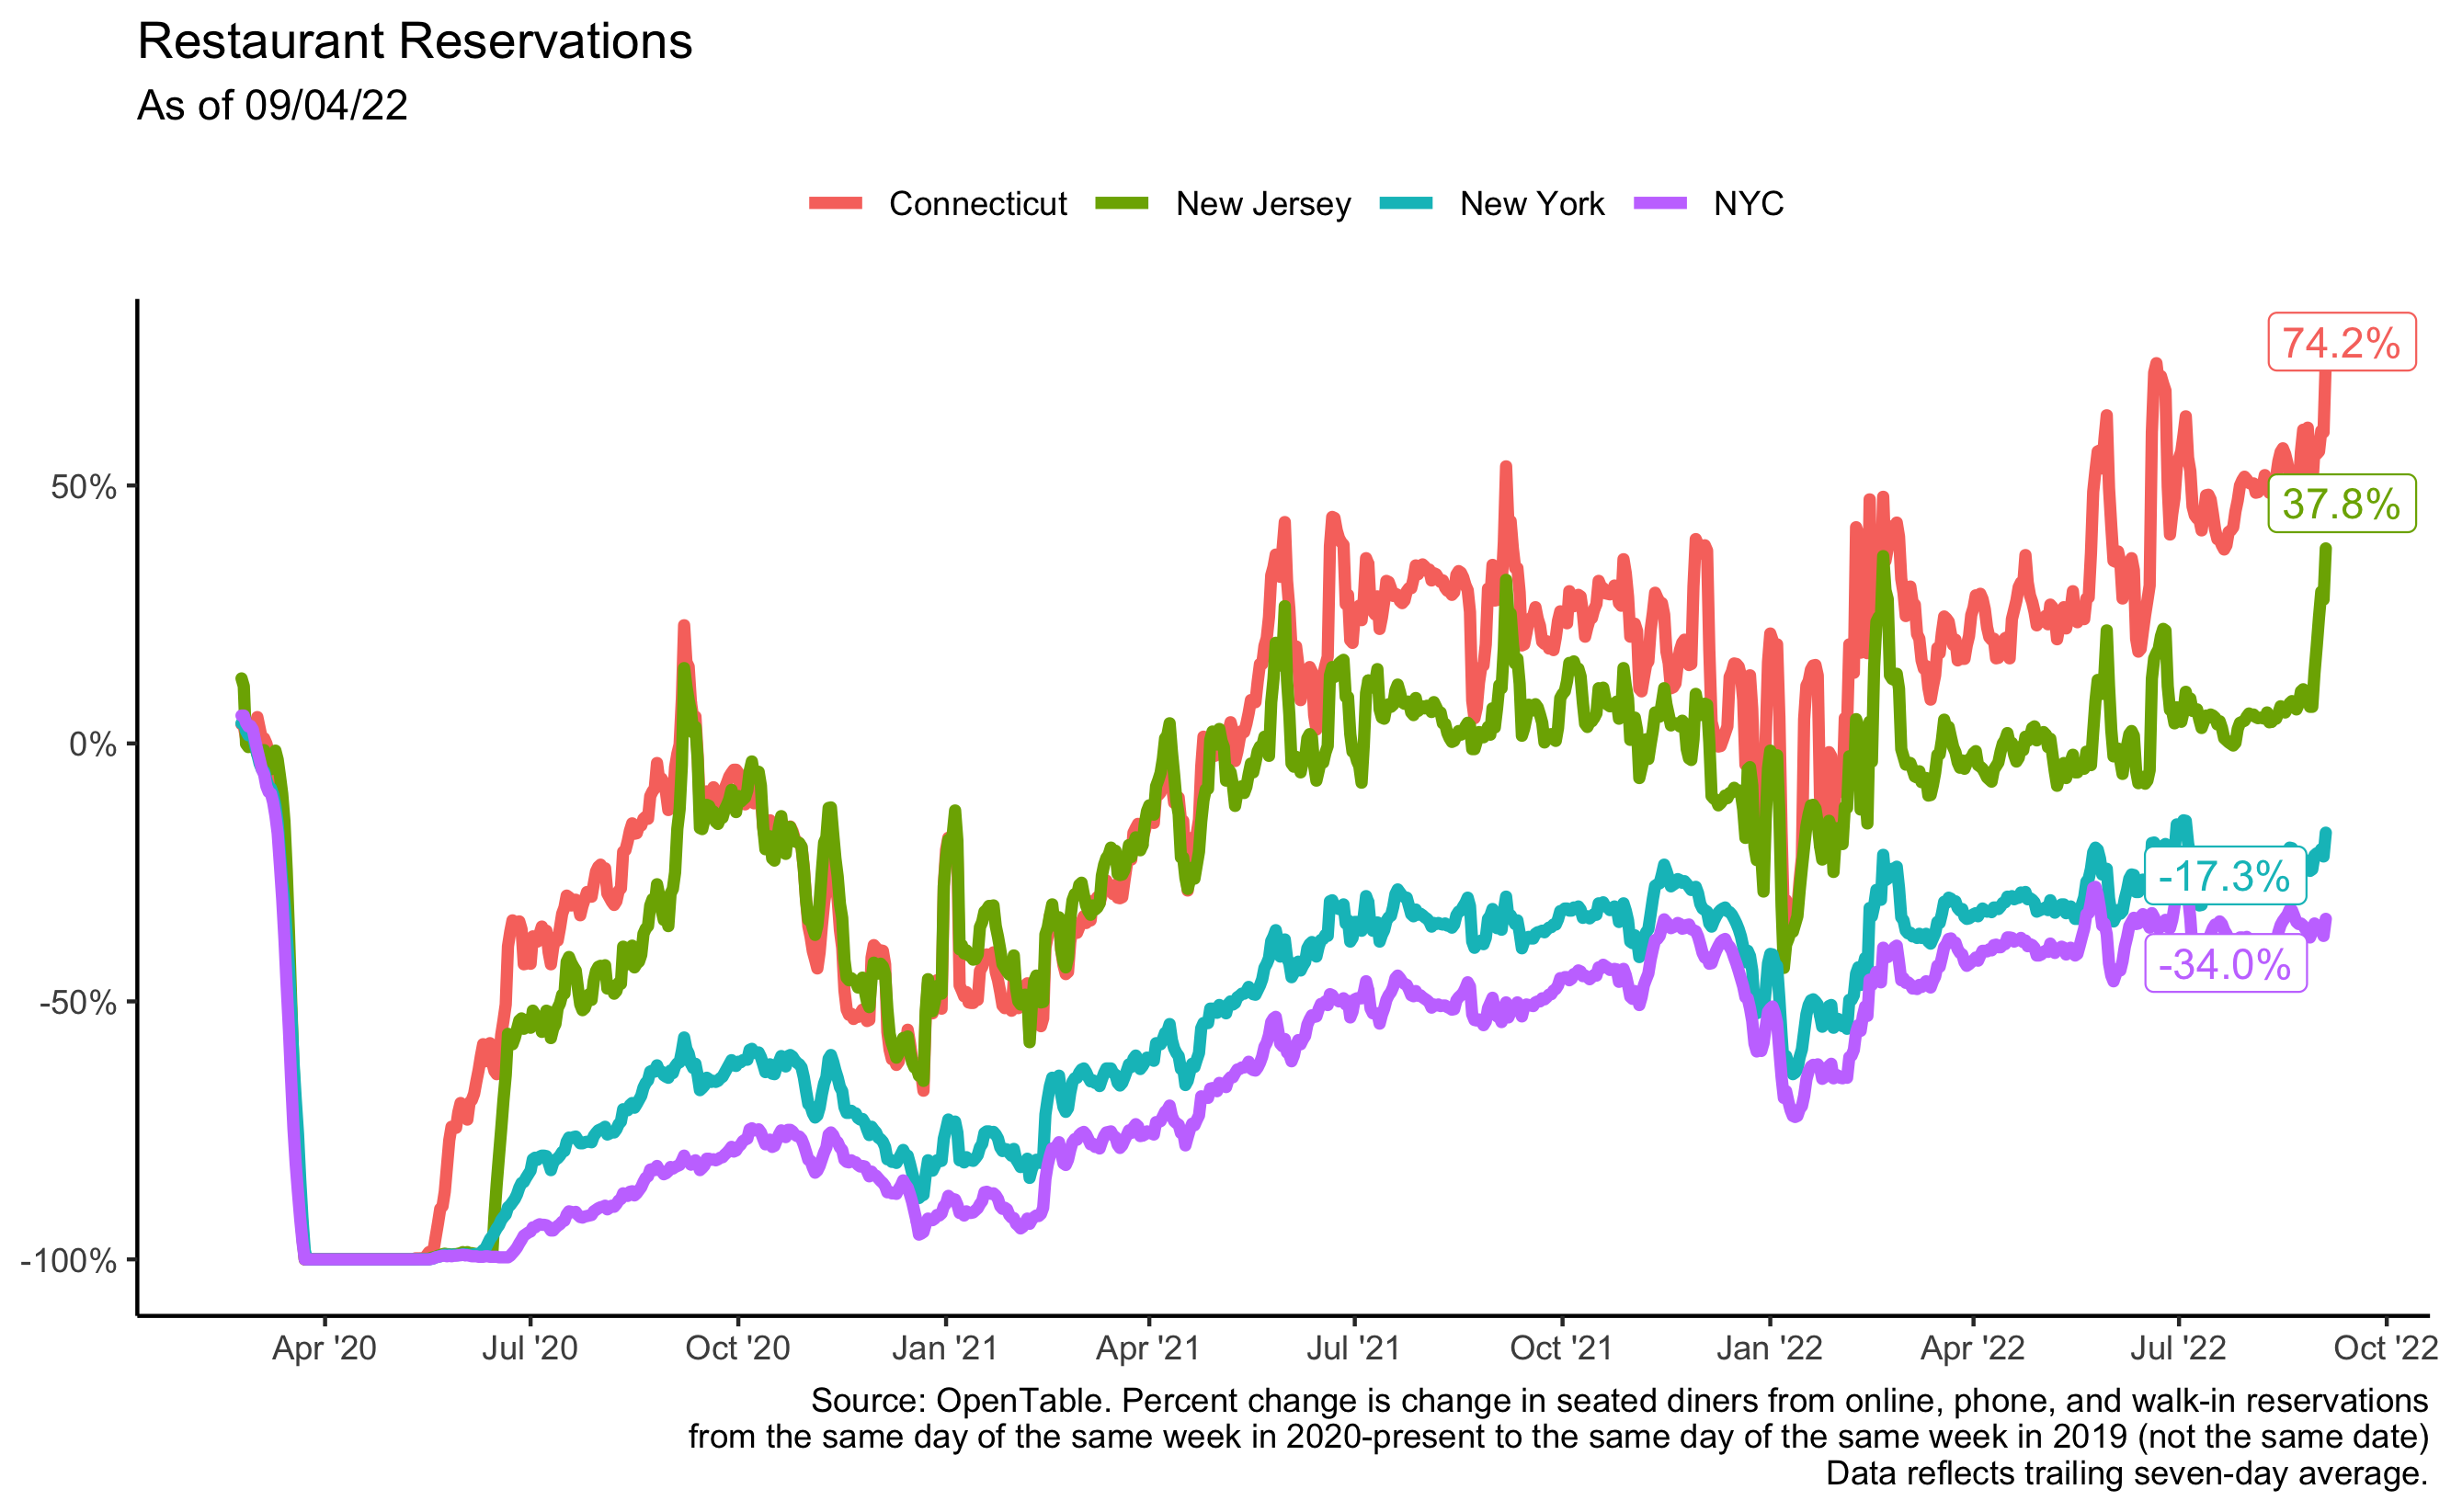 Restaurant Reservations
As of 09/04/22
Connecticut New Jersey New York NYC
74.2%
50%
37.8%
0%
-17.3%
-34.0%
-50%
-100%
Apr '20 Jul '20 Oct '20 Jan '21 Apr '21 Jul '21 Oct '21 Jan '22 Apr '22 Jul '22 Oct '22
Source: OpenTable. Percent change is change in seated diners from online, phone, and walk-in reservations
from the same day of the same week in 2020-present to the same day of the same week in 2019 (not the same date)
Data reflects trailing seven-day average.